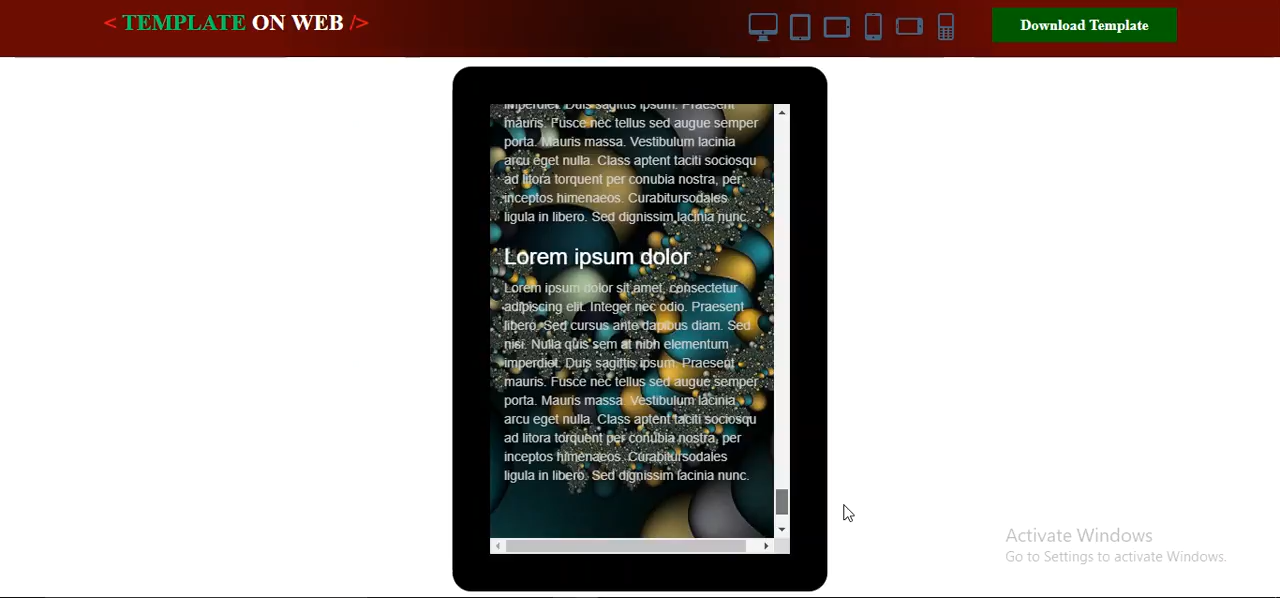 < TEMPLATE ON WEB />
Download Template
imperdiet. Duis sagittis ipsum. Praesent
mauris. Fusce nec tellus sed augue semper
porta. Mauris massa. Vestibulum lacinia
arcu eget nulla. Class aptent taciti sociosqu
ad litora torquent per conubia nostra, per
inceptos himenaeos. Curabitursodales
ligula in libero. Sed dignissim lacinia nunc.
Lorem ipsum dolor
Lorem ipsum dolor sit amet, consectetur
adipiscing elit. Integer nec odio. Praesent
libero. Sed cursus ante dapibus diam. Sed
nisi. Nulla quis sem at nibh elementum
imperdiet. Duis sagittis ipsum. Praesent
mauris. Fusce nec tellus sed augue semper
porta. Mauris massa. Vestibulum lacinia
arcu eget nulla. Class aptent taciti sociosqu
ad litora torquent per conubia nostra, per
inceptos himenaeos. Curabitursodales
ligula in libero. Sed dignissim lacinia nunc.
Activate Windows
Go to Settings to activate Windows.